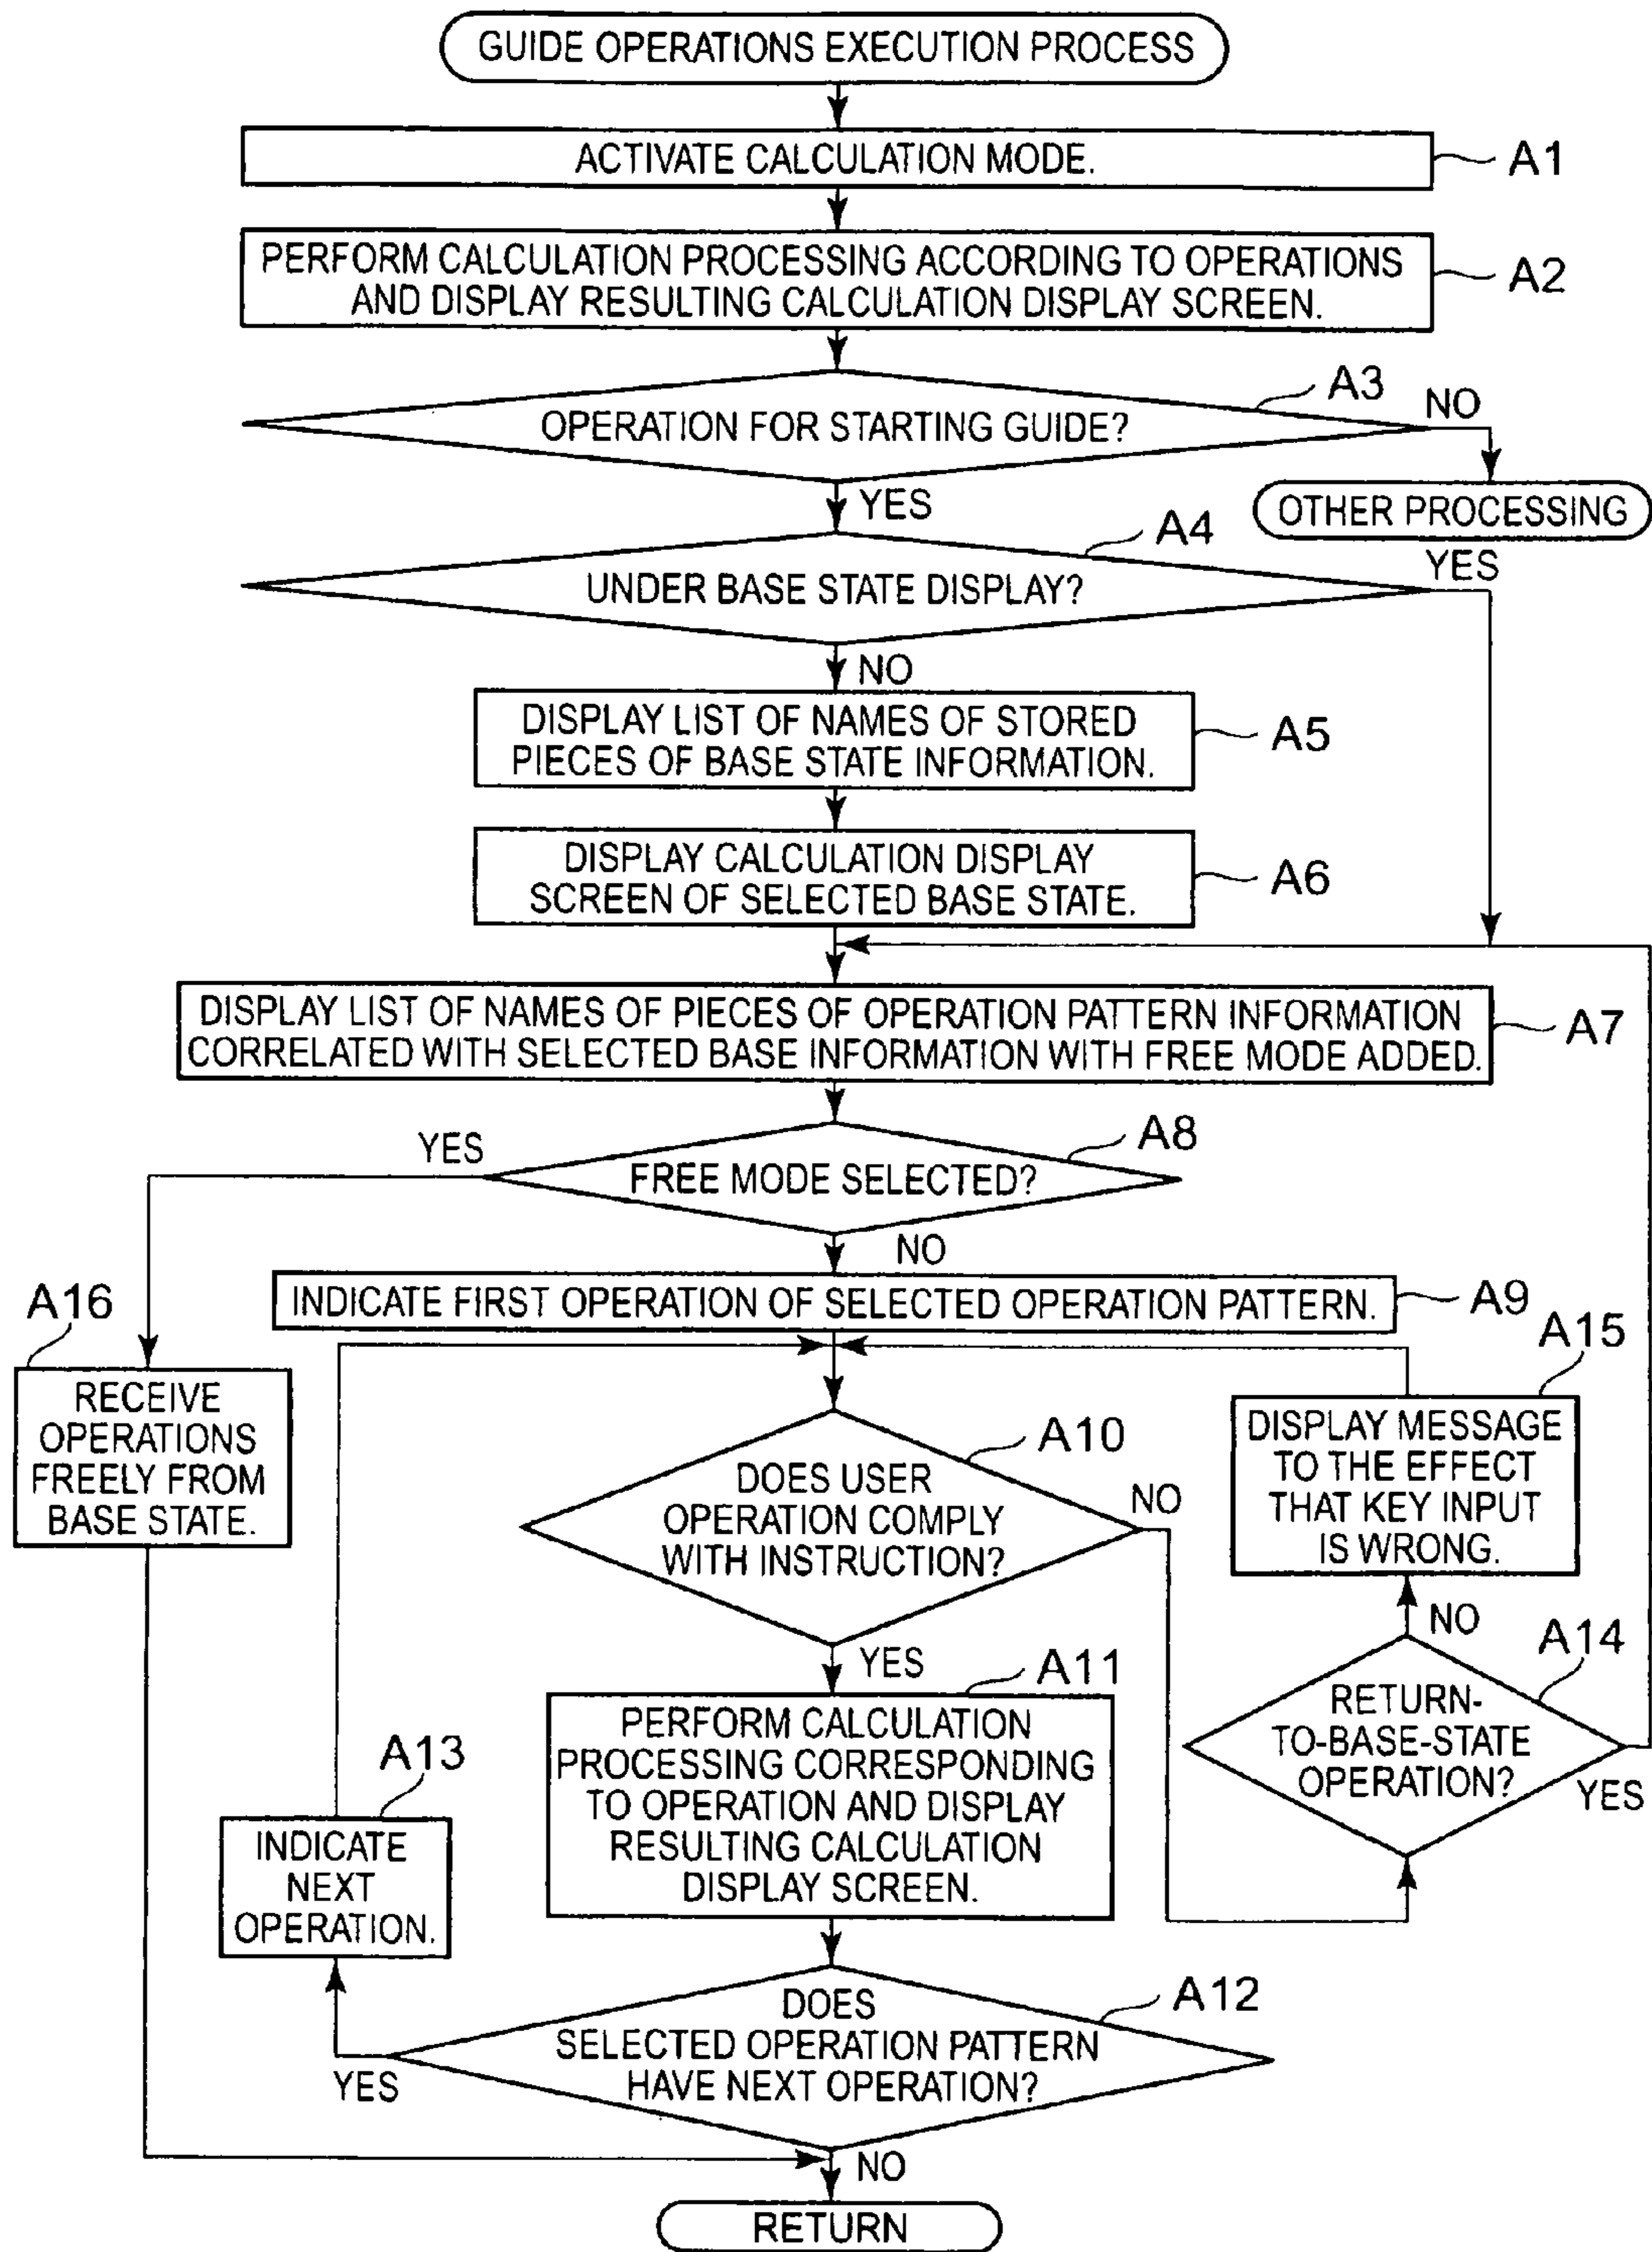 GUIDE OPERATIONS EXECUTION PROCESS
ACTIVATE CALCULATION MODE.
A1
PERFORM CALCULATION PROCESSING ACCORDING TO OPERATIONS
AND DISPLAY RESULTING CALCULATION DISPLAY SCREEN.
A2
A3
OPERATION FOR STARTING GUIDE?
NO
YES
OTHER PROCESSING
A4
UNDER BASE STATE DISPLAY?
YES
NO
DISPLAY LIST OF NAMES OF STORED
PIECES OF BASE STATE INFORMATION.
A5
DISPLAY CALCULATION DISPLAY
SCREEN OF SELECTED BASE STATE.
A6
DISPLAY LIST OF NAMES OF PIECES OF OPERATION PATTERN INFORMATION
CORRELATED WITH SELECTED BASE INFORMATION WITH FREE MODE ADDED.
A7
YES
A8
FREE MODE SELECTED?
NO
INDICATE FIRST OPERATION OF SELECTED OPERATION PATTERN.
A9
A16
RECEIVE
OPERATIONS
FREELY FROM
BASE STATE.
A15
DISPLAY MESSAGE
TO THE EFFECT
THAT KEY INPUT
IS WRONG.
A10
DOES USER
OPERATION COMPLY
WITH INSTRUCTION?
NO
YES
NO
A14
RETURN-
TO-BASE-STATE
OPERATION?
YES
A11
PERFORM CALCULATION
PROCESSING CORRESPONDING
TO OPERATION AND DISPLAY
RESULTING CALCULATION
DISPLAY SCREEN.
A13
INDICATE
NEXT
OPERATION.
A12
DOES
SELECTED OPERATION PATTERN
HAVE NEXT OPERATION?
YES
NO
RETURN